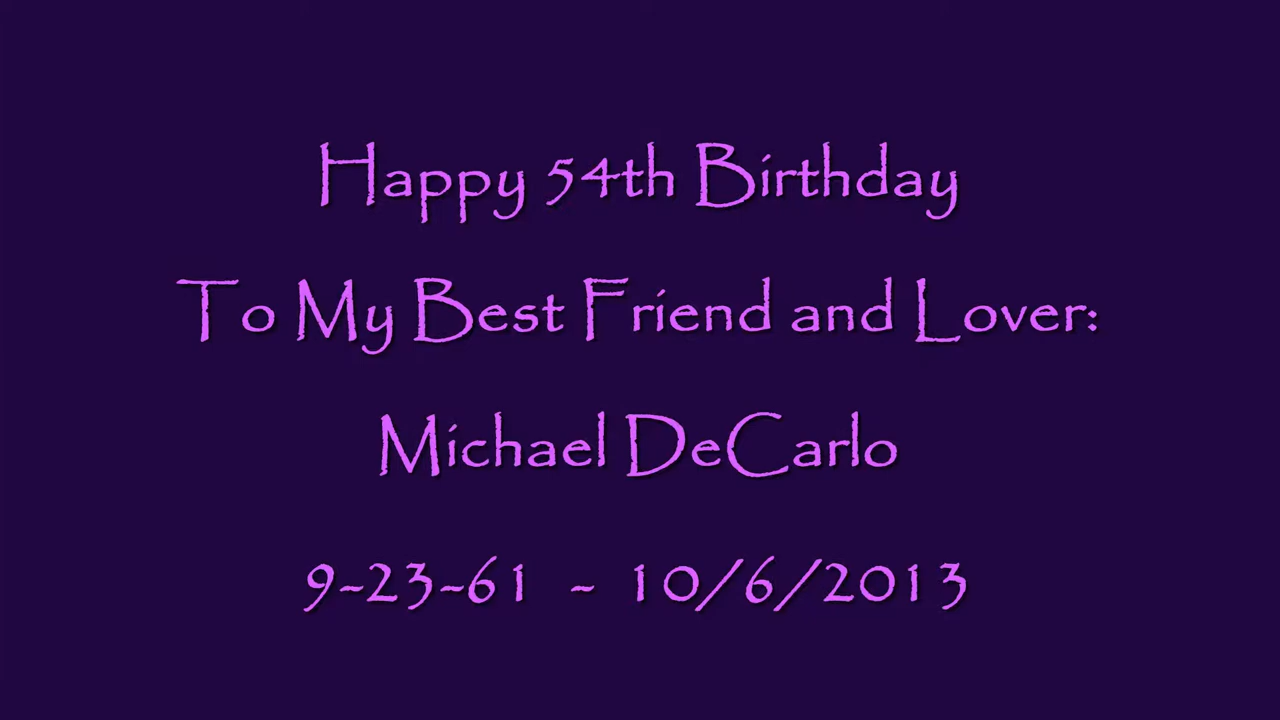 Happy 54th Birthday
To My Best Friend and Lover:
Michael DeCarlo
9-23-61 - 10/6/2013